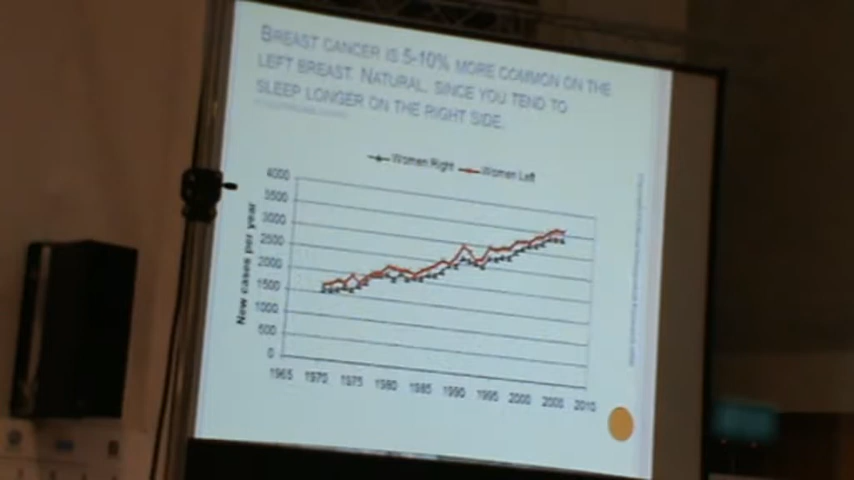 BREAST CANCER IS 5-10% MORE COMMON ON THE
LEFT BREAST. NATURAL, SINCE YOU TEND TO
SLEEP LONGER ON THE RIGHT SIDE.
Women Right Women Left
New cases per year
4000
3500
3000
2500
2000
1500
1000
500
0
1965 1970 1975 1980 1985 1990 1995 2000 2005 2010